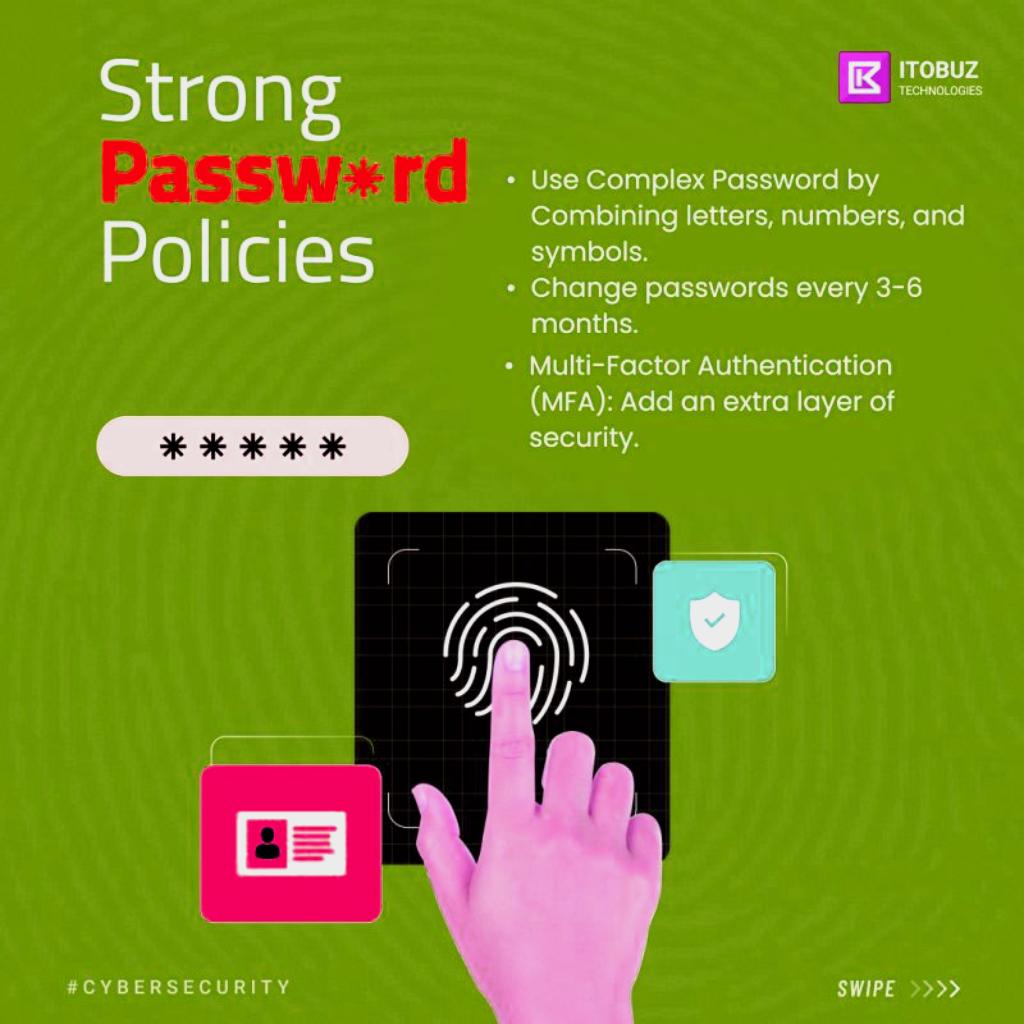 Strong
Passw*rd
Policies
ITOBUZ
TECHNOLOGIES
• Use Complex Password by
Combining letters, numbers, and
symbols.
• Change passwords every 3-6
months.
• Multi-Factor Authentication
(MFA): Add an extra layer of
security.
*****
#CYBERSECURITY
SWIPE >>>>